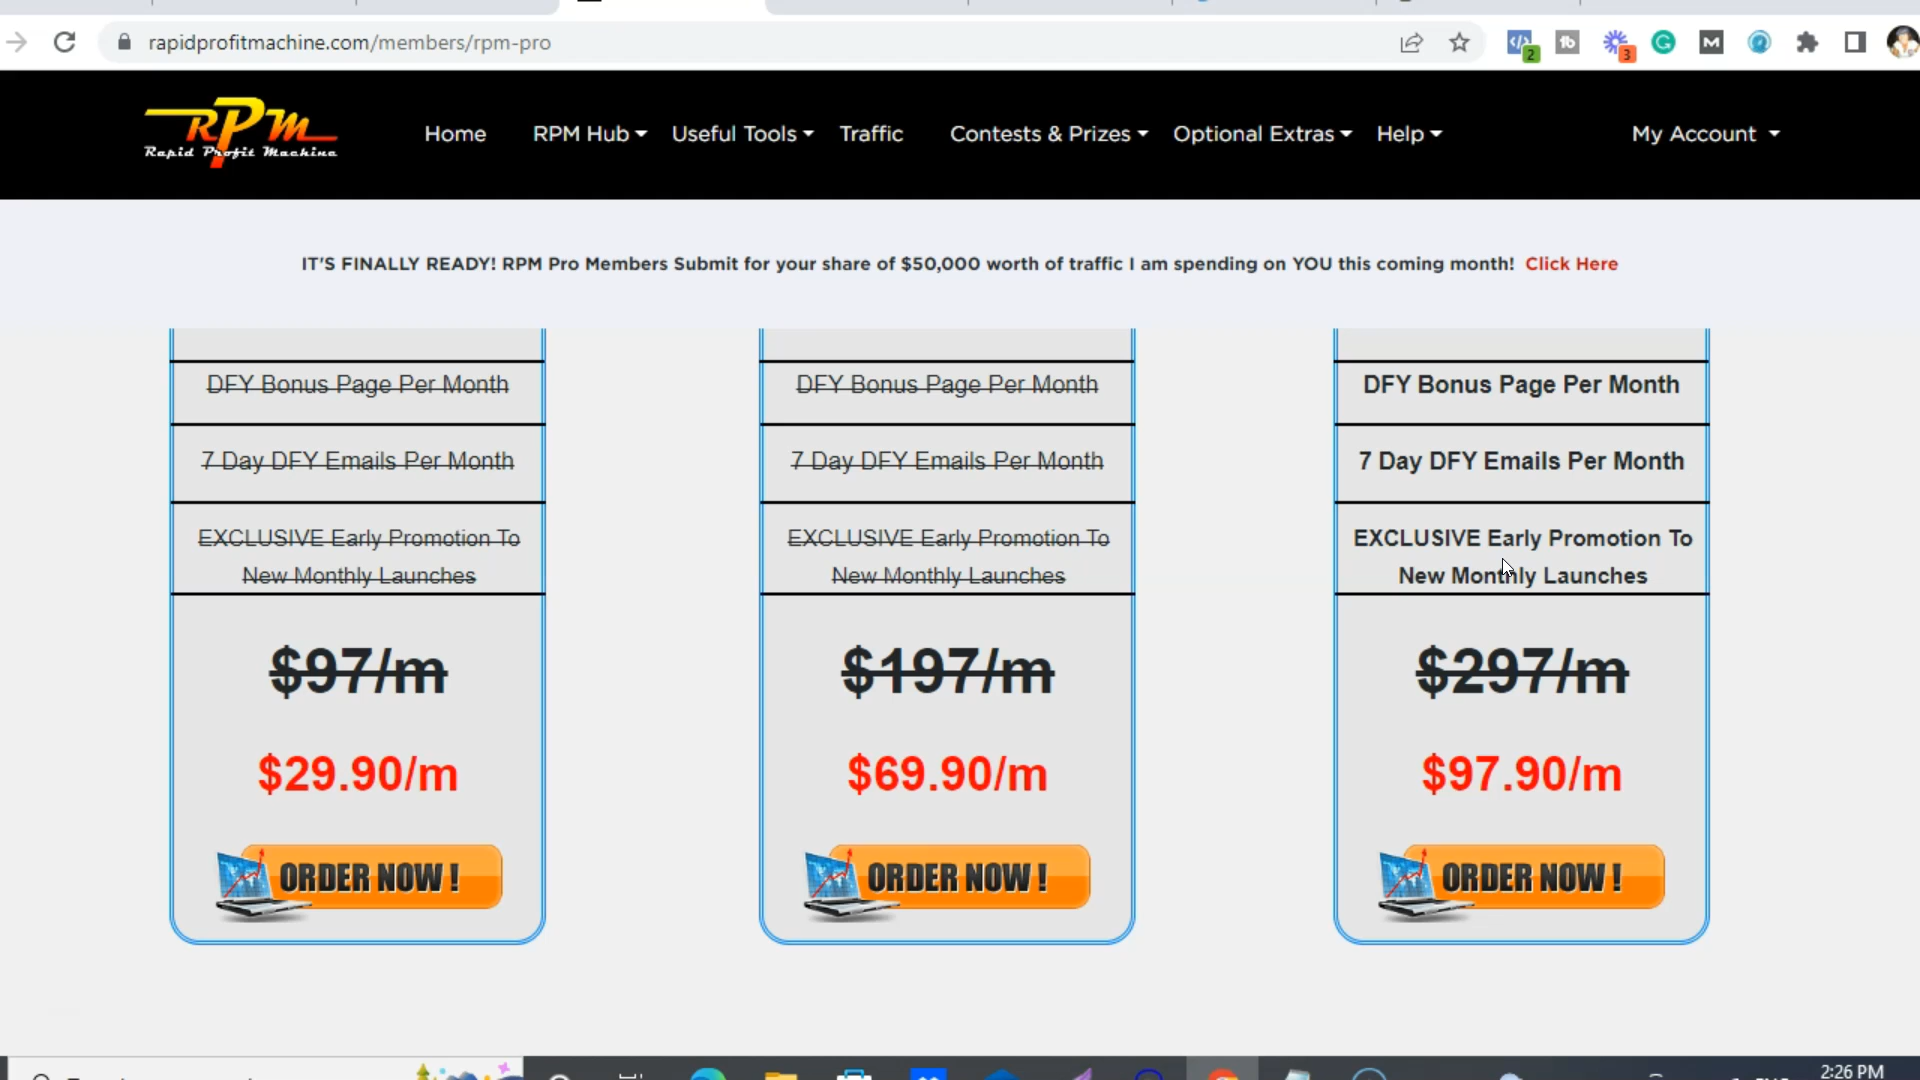 rapidprofitmachine.com/members/rpm-pro
2
3
RPM
Rapid Profit Machine
Home
RPM Hub
Useful Tools
Traffic
Contests & Prizes
Optional Extras
Help
My Account
IT'S FINALLY READY! RPM Pro Members Submit for your share of $50,000 worth of traffic I am spending on YOU this coming month! Click Here
DFY Bonus Page Per Month
7 Day DFY Emails Per Month
EXCLUSIVE Early Promotion To
New Monthly Launches
$97/m
$29.90/m
ORDER NOW !
DFY Bonus Page Per Month
7 Day DFY Emails Per Month
EXCLUSIVE Early Promotion To
New Monthly Launches
$197/m
$69.90/m
ORDER NOW !
DFY Bonus Page Per Month
7 Day DFY Emails Per Month
EXCLUSIVE Early Promotion To
New Monthly Launches
$297/m
$97.90/m
ORDER NOW !
2:26 PM